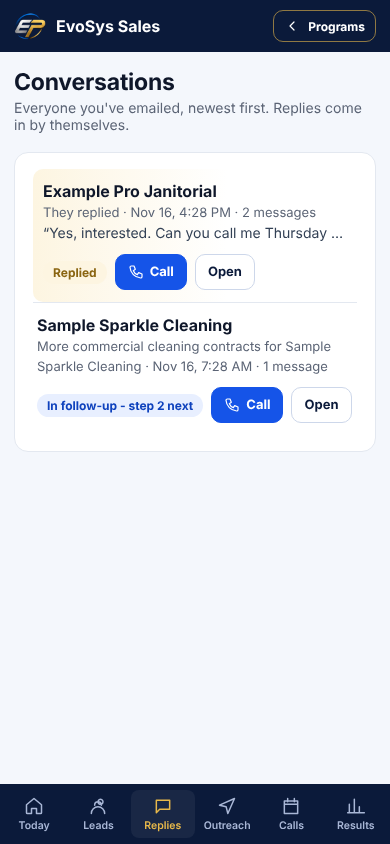 EP EvoSys Sales
Programs
Conversations
Everyone you've emailed, newest first. Replies come
in by themselves.
Example Pro Janitorial
They replied · Nov 16, 4:28 PM · 2 messages
“Yes, interested. Can you call me Thursday ...
Replied Call Open
Sample Sparkle Cleaning
More commercial cleaning contracts for Sample
Sparkle Cleaning · Nov 16, 7:28 AM · 1 message
In follow-up - step 2 next Call Open
Today Leads Replies Outreach Calls Results